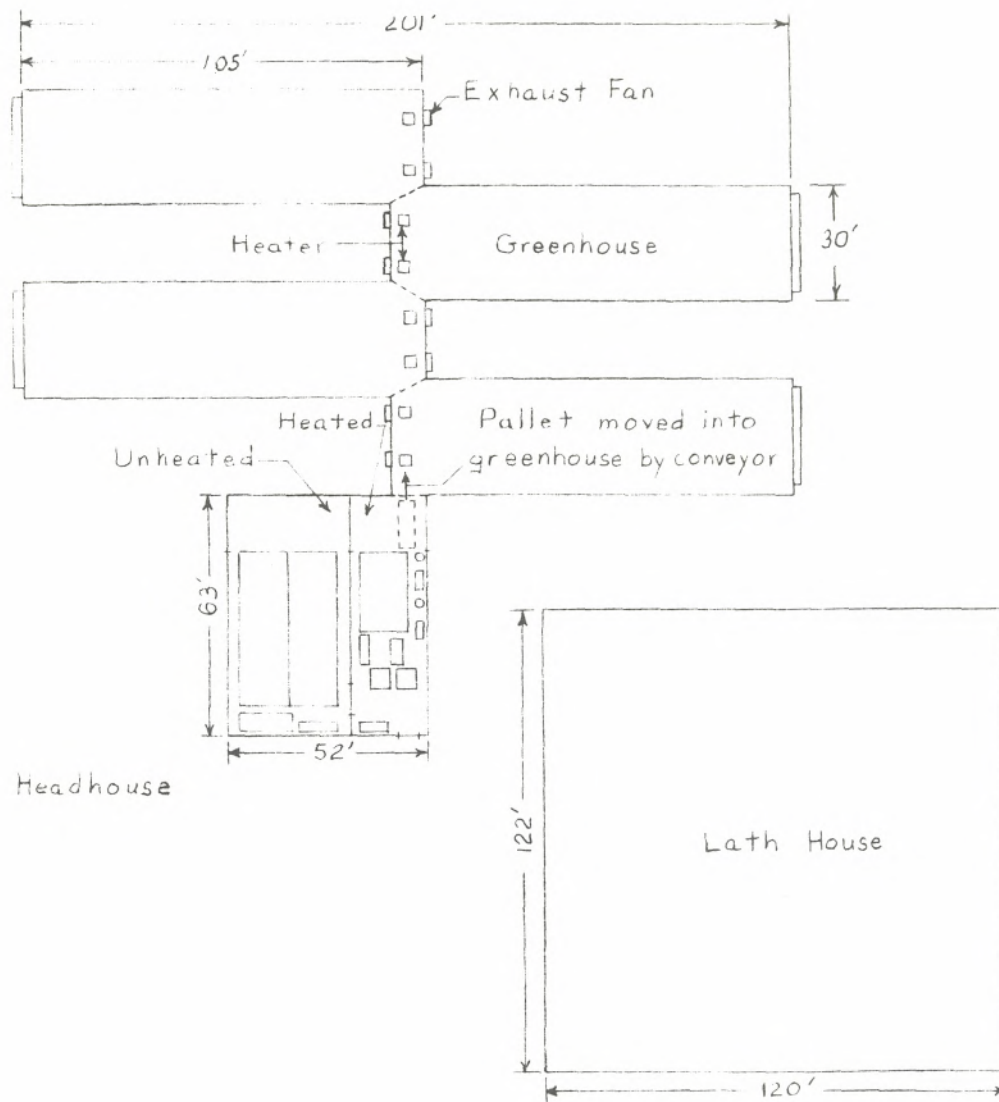 201'
105'
Exhaust Fan
Heater
Greenhouse
30'
Heated
Pallet moved into
Unheated
greenhouse by conveyor
63'
52'
Headhouse
122'
Lath House
120'